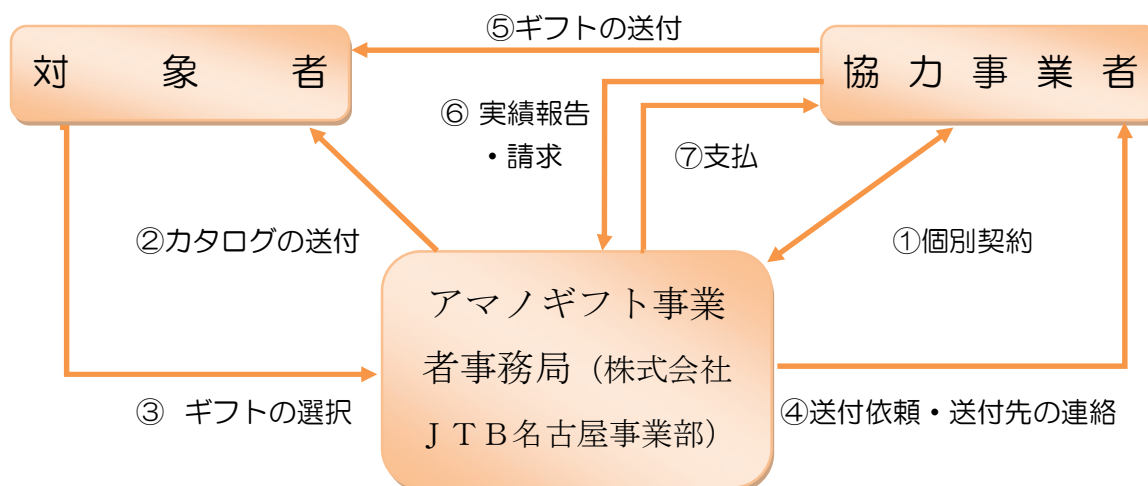 ⑤ギフトの送付
対象者
協力事業者
⑥ 実績報告
・請求
⑦支払
②カタログの送付
①個別契約
アマノギフト事業
者事務局（株式会社
ＪＴＢ名古屋事業部）
③ ギフトの選択
④送付依頼・送付先の連絡